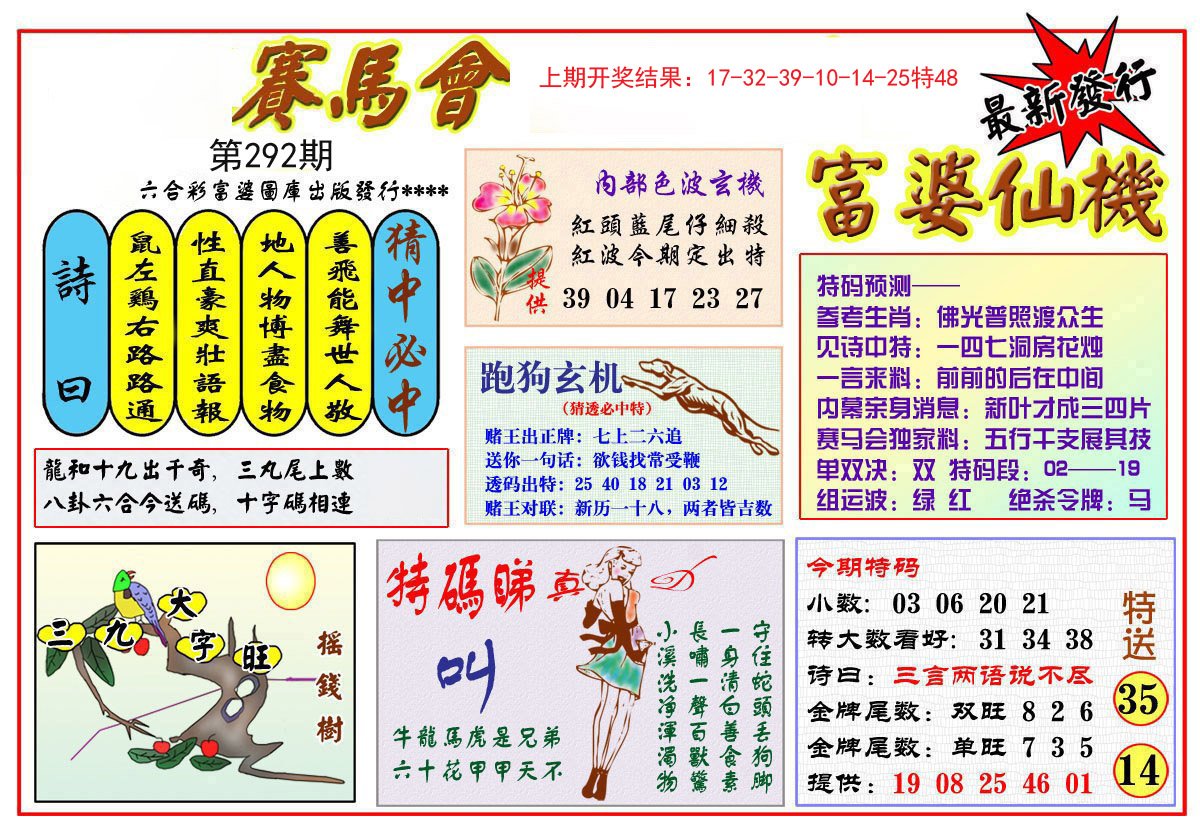 賽馬會
上期开奖结果：17-32-39-10-14-25特48
最新發行
第292期
六合彩富婆圖庫出版發行****
富婆仙機
詩曰
鼠左鷄右路路通
性直豪爽壯語報
地人物博盡食物
善飛能舞世人敬
猜中必中
龍和十九出千奇，三丸尾上數
八卦六合今送碼，十字碼相連
内部色波玄機
紅頭藍尾仔細殺
紅波今期定出特
提供
39 04 17 23 27
跑狗玄机
（猜透必中特）
赌王出正牌：七上二六追
送你一句话：欲钱找常受鞭
透码出特：25 40 18 21 03 12
赌王对联：新历一十八，两者皆吉数
特码预测——
参考生肖：佛光普照渡众生
见诗中特：一四七洞房花烛
一言来料：前前的后在中间
内幕亲身消息：新叶才成三四片
赛马会独家料：五行干支展其技
单双决：双 特码段：02——19
组运波：绿 红 绝杀令牌：马
三九大字旺
摇錢樹
特碼睇真D
叫
牛龍馬虎是兄弟
六十花甲甲天不
守住蛇頭丢狗脚
一身清白善食素
長嘯一聲百獸驚
小溪洗净渾濁物
今期特码
小数：03 06 20 21
转大数看好：31 34 38
诗曰：三言两语说不尽
金牌尾数：双旺 8 2 6
金牌尾数：单旺 7 3 5
提供：19 08 25 46 01
特送
35
14